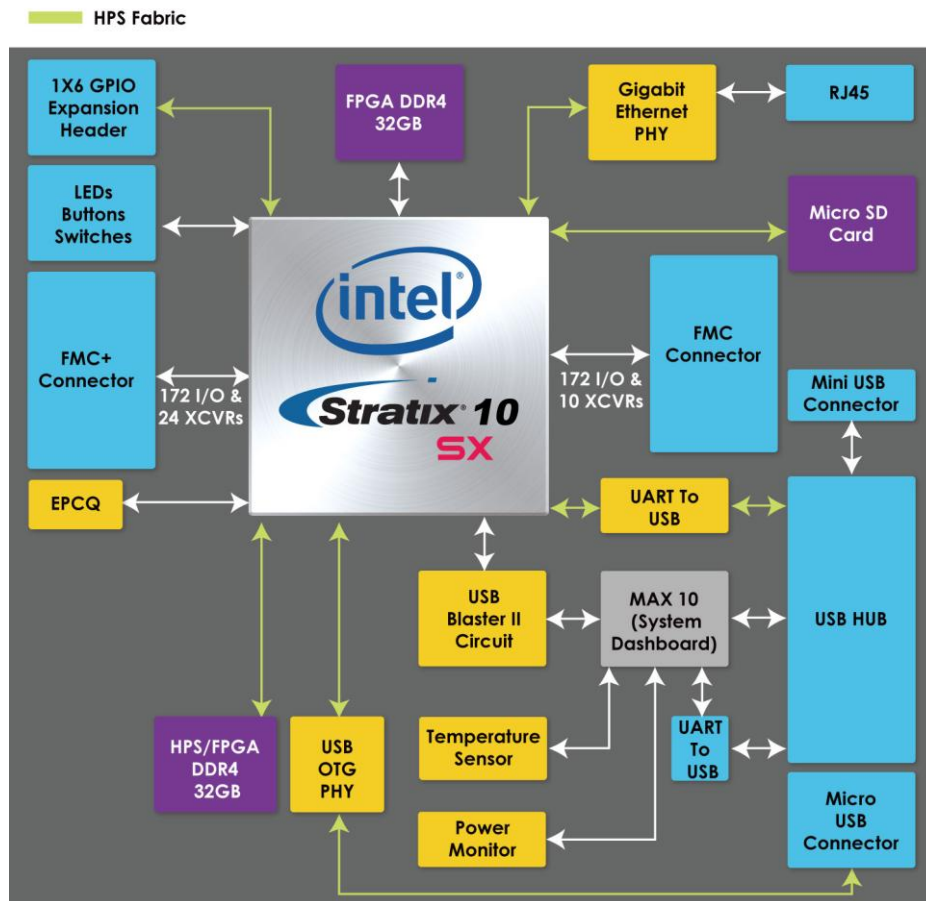 HPS Fabric
1X6 GPIO
Expansion
Header
FPGA DDR4
32GB
Gigabit
Ethernet
PHY
RJ45
LEDs
Buttons
Switches
Micro SD
Card
intel®
Stratix® 10
SX
FMC+
Connector
172 I/O &
24 XCVRs
172 I/O &
10 XCVRs
FMC
Connector
Mini USB
Connector
EPCQ
UART To
USB
USB
Blaster II
Circuit
MAX 10
(System
Dashboard)
USB HUB
HPS/FPGA
DDR4
32GB
USB
OTG
PHY
Temperature
Sensor
UART
To
USB
Power
Monitor
Micro
USB
Connector